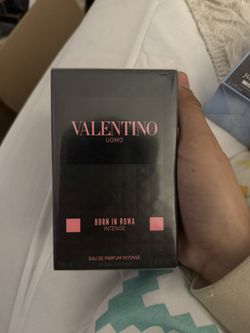 VALENTINO
UOMO
BORN IN ROMA
INTENSE
EAU DE PARFUM INTENSE